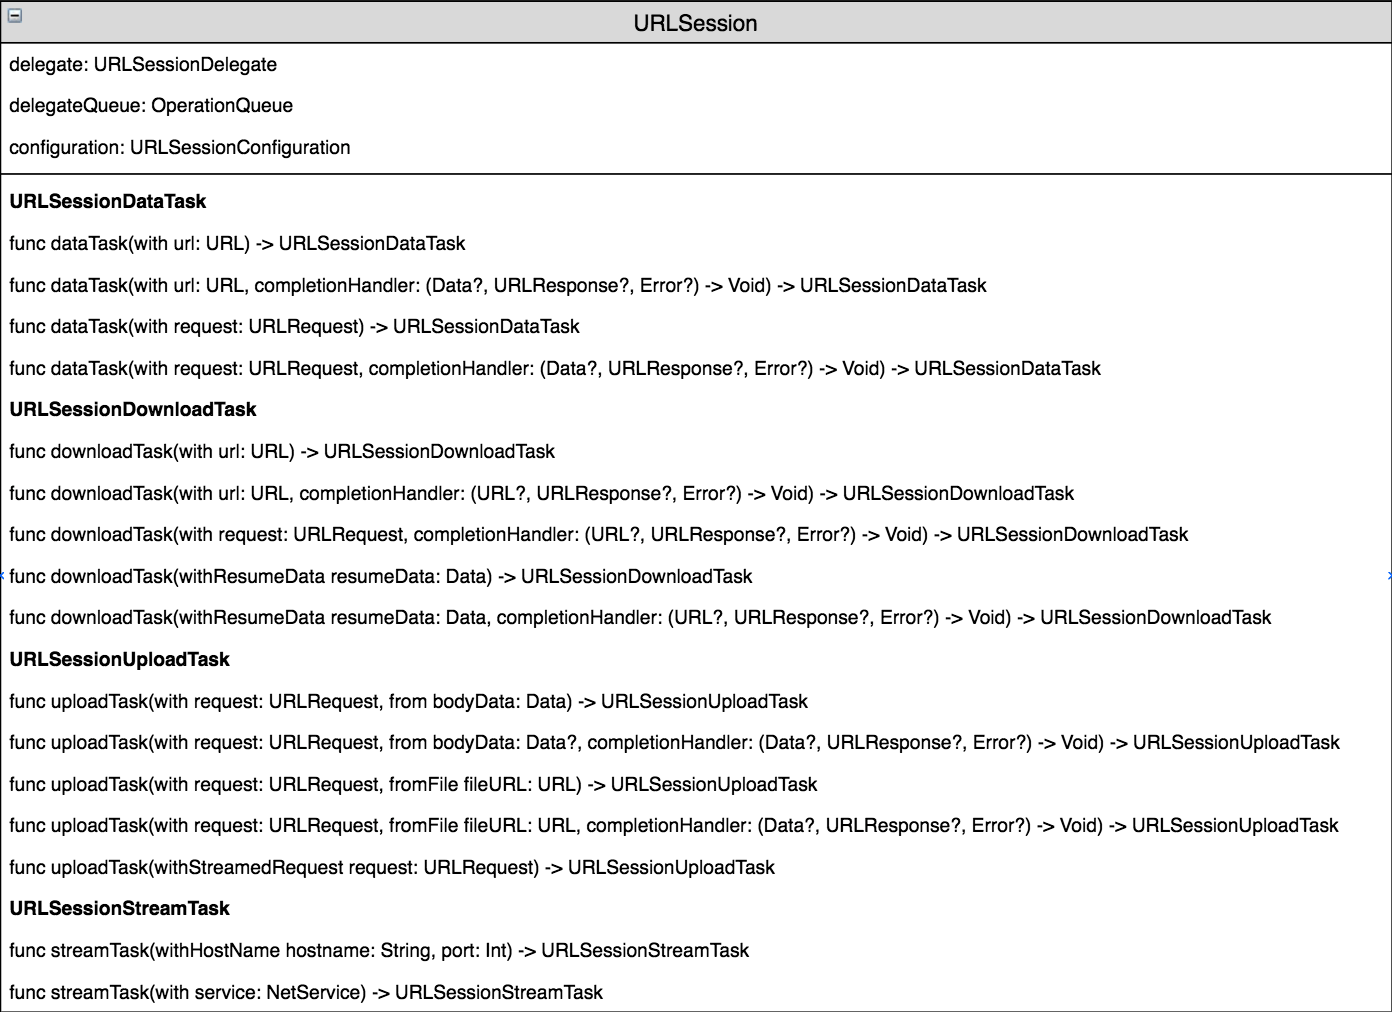 URLSession
delegate: URLSessionDelegate
delegateQueue: OperationQueue
configuration: URLSessionConfiguration
URLSessionDataTask
func dataTask(with url: URL) -> URLSessionDataTask
func dataTask(with url: URL, completionHandler: (Data?, URLResponse?, Error?) -> Void) -> URLSessionDataTask
func dataTask(with request: URLRequest) -> URLSessionDataTask
func dataTask(with request: URLRequest, completionHandler: (Data?, URLResponse?, Error?) -> Void) -> URLSessionDataTask
URLSessionDownloadTask
func downloadTask(with url: URL) -> URLSessionDownloadTask
func downloadTask(with url: URL, completionHandler: (URL?, URLResponse?, Error?) -> Void) -> URLSessionDownloadTask
func downloadTask(with request: URLRequest, completionHandler: (URL?, URLResponse?, Error?) -> Void) -> URLSessionDownloadTask
func downloadTask(withResumeData resumeData: Data) -> URLSessionDownloadTask
func downloadTask(withResumeData resumeData: Data, completionHandler: (URL?, URLResponse?, Error?) -> Void) -> URLSessionDownloadTask
URLSessionUploadTask
func uploadTask(with request: URLRequest, from bodyData: Data) -> URLSessionUploadTask
func uploadTask(with request: URLRequest, from bodyData: Data?, completionHandler: (Data?, URLResponse?, Error?) -> Void) -> URLSessionUploadTask
func uploadTask(with request: URLRequest, fromFile fileURL: URL) -> URLSessionUploadTask
func uploadTask(with request: URLRequest, fromFile fileURL: URL, completionHandler: (Data?, URLResponse?, Error?) -> Void) -> URLSessionUploadTask
func uploadTask(withStreamedRequest request: URLRequest) -> URLSessionUploadTask
URLSessionStreamTask
func streamTask(withHostName hostname: String, port: Int) -> URLSessionStreamTask
func streamTask(with service: NetService) -> URLSessionStreamTask